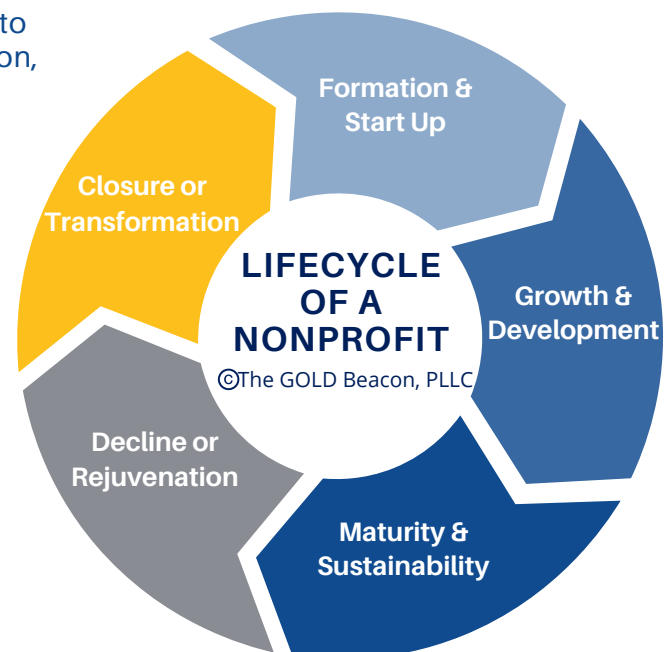 to
on,
Formation &
Start Up
Growth &
Development
Maturity &
Sustainability
Decline or
Rejuvenation
Closure or
Transformation
LIFECYCLE
OF A
NONPROFIT
©The GOLD Beacon, PLLC